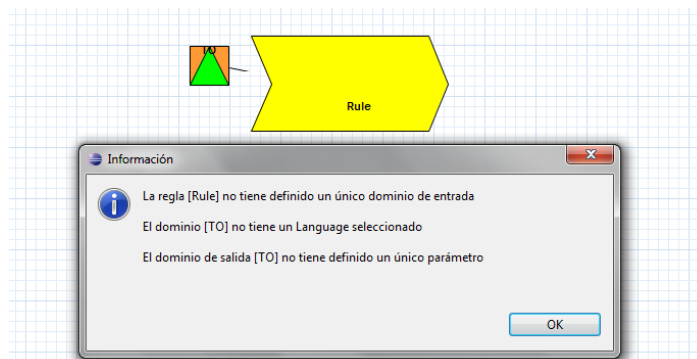 TO
Rule
Información
La regla [Rule] no tiene definido un único dominio de entrada
El dominio [TO] no tiene un Language seleccionado
El dominio de salida [TO] no tiene definido un único parámetro
OK